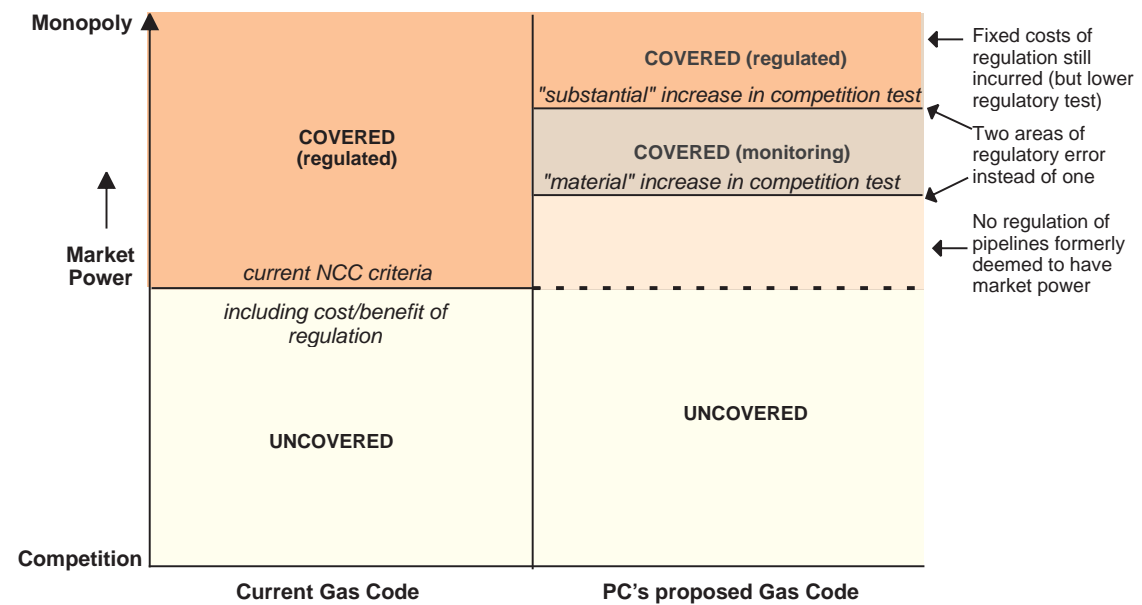 Monopoly
Market
Power
Competition
COVERED
(regulated)
current NCC criteria
including cost/benefit of
regulation
UNCOVERED
Current Gas Code
COVERED (regulated)
"substantial" increase in competition test
COVERED (monitoring)
"material" increase in competition test
UNCOVERED
PC's proposed Gas Code
Fixed costs of
regulation still
incurred (but lower
regulatory test)
Two areas of
regulatory error
instead of one
No regulation of
pipelines formerly
deemed to have
market power